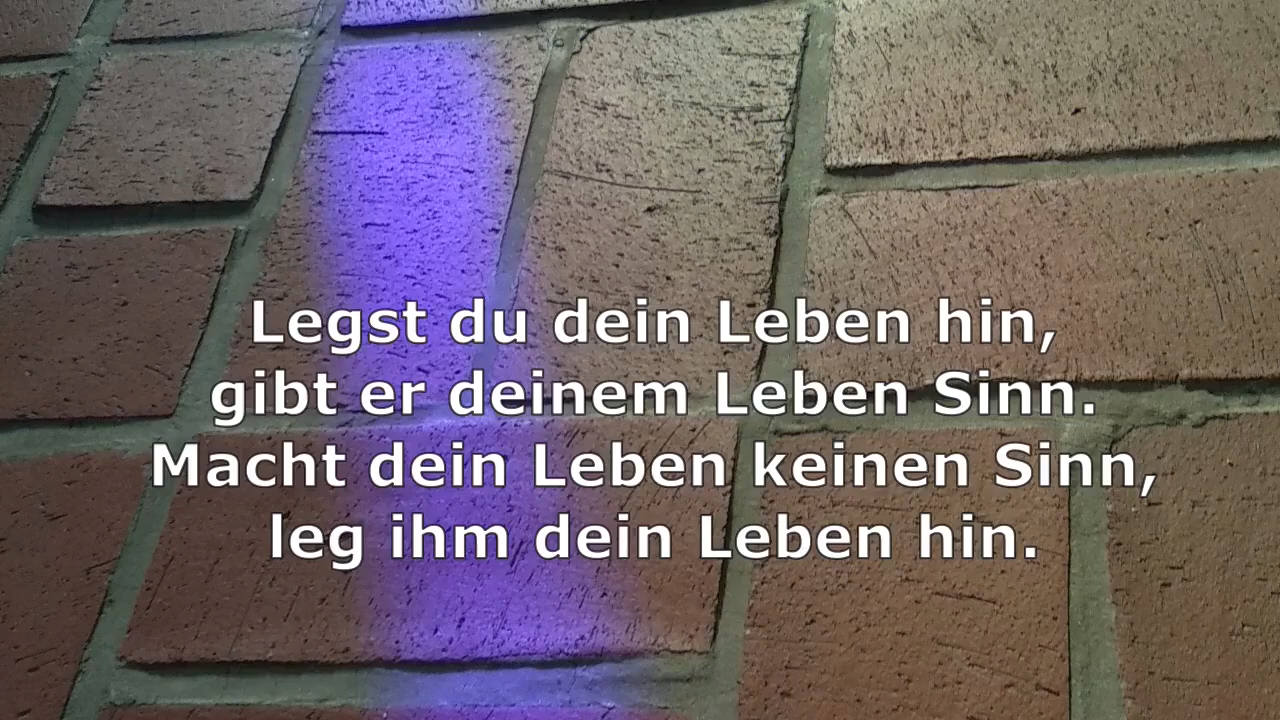 Legst du dein Leben hin,
gibt er deinem Leben Sinn.
Macht dein Leben keinen Sinn,
leg ihm dein Leben hin.